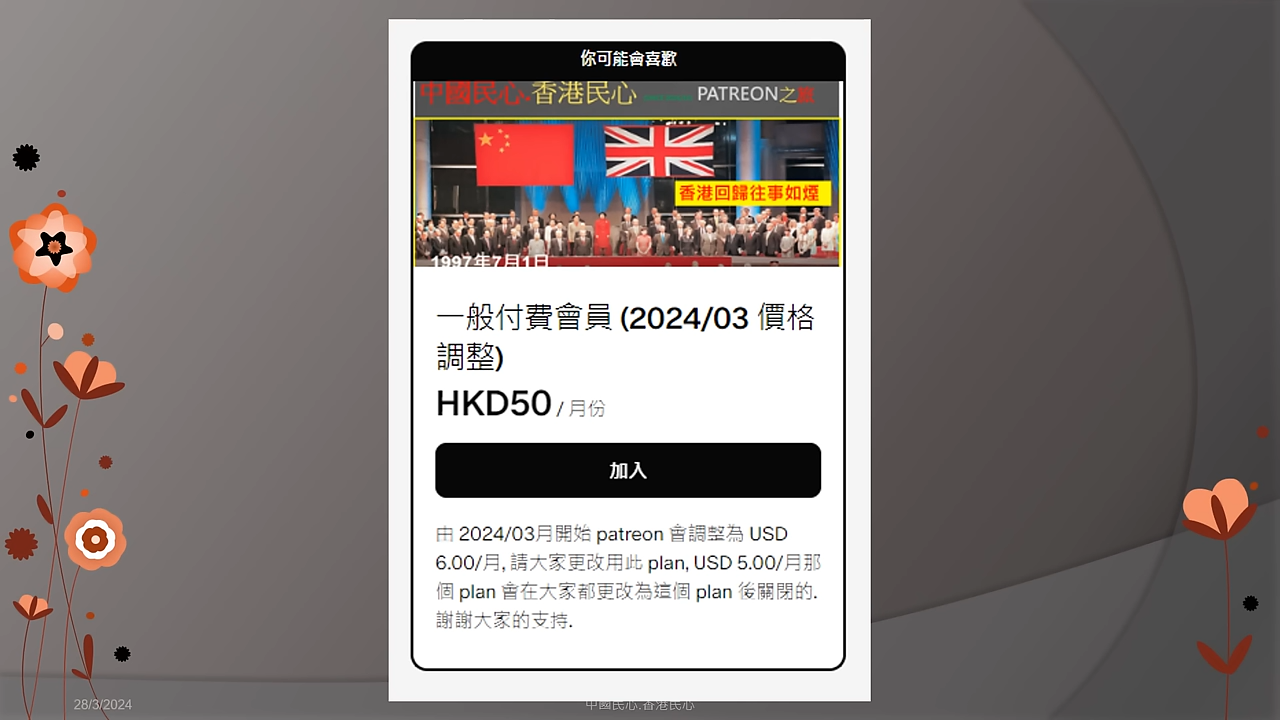 你可能會喜歡
中國民心.香港民心 PATREON之旅
香港回歸往事如煙
1997年7月1日
一般付費會員 (2024/03 價格
調整)
HKD50 / 月份
加入
由 2024/03月開始 patreon 會調整為 USD
6.00/月, 請大家更改用此 plan, USD 5.00/月那
個 plan 會在大家都更改為這個 plan 後關閉的.
謝謝大家的支持.
28/3/2024
中國民心.香港民心